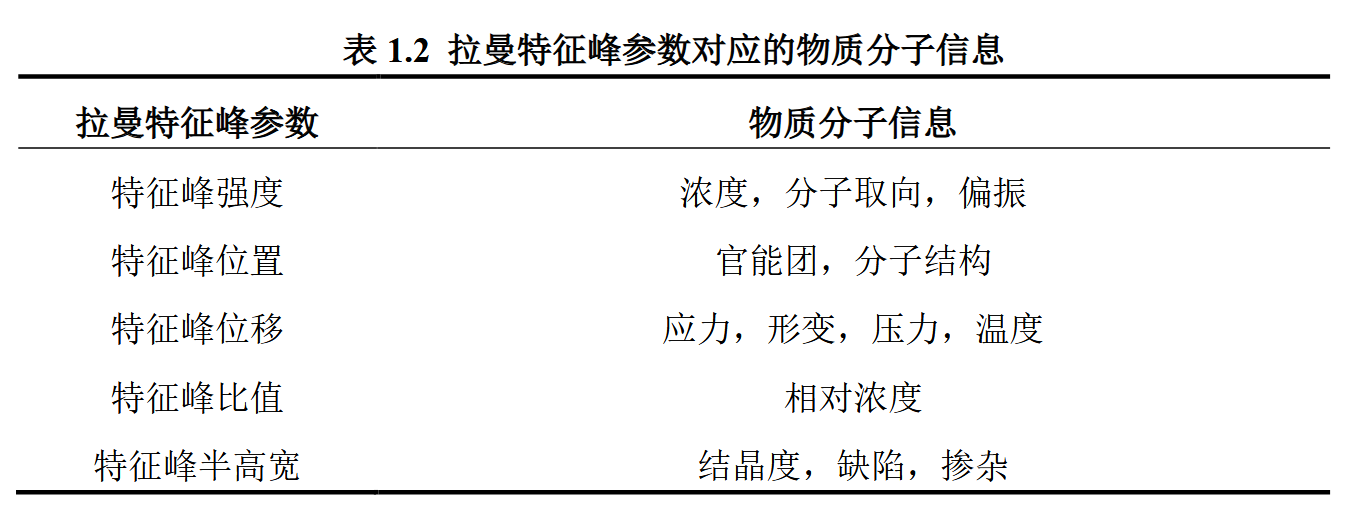 表 1.2 拉曼特征峰参数对应的物质分子信息
拉曼特征峰参数 物质分子信息
特征峰强度 浓度，分子取向，偏振
特征峰位置 官能团，分子结构
特征峰位移 应力，形变，压力，温度
特征峰比值 相对浓度
特征峰半高宽 结晶度，缺陷，掺杂